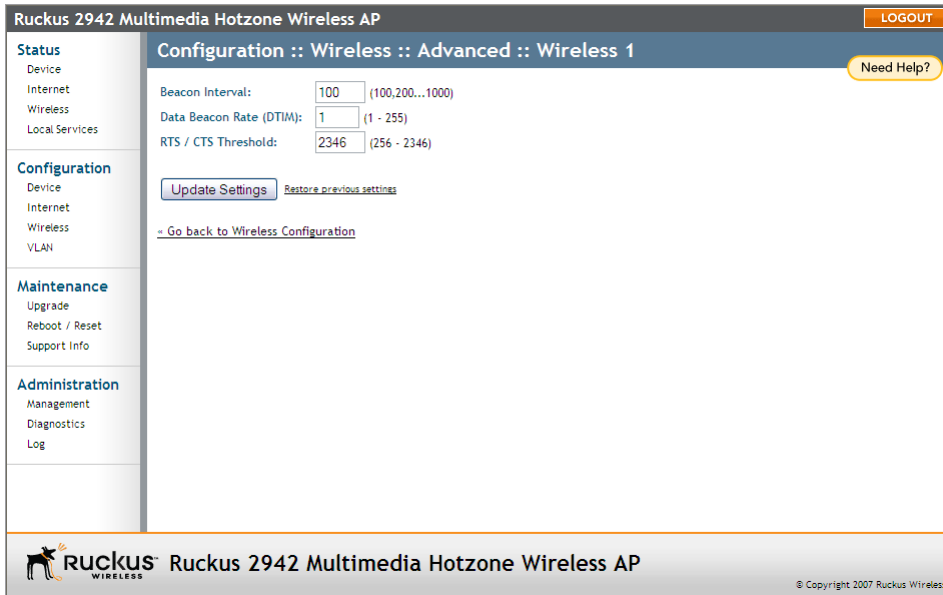 Ruckus 2942 Multimedia Hotzone Wireless AP
LOGOUT
Status
Device
Internet
Wireless
Local Services
Configuration
Device
Internet
Wireless
VLAN
Maintenance
Upgrade
Reboot / Reset
Support Info
Administration
Management
Diagnostics
Log
Configuration :: Wireless :: Advanced :: Wireless 1
Need Help?
Beacon Interval: 100 (100,200...1000)
Data Beacon Rate (DTIM): 1 (1 - 255)
RTS / CTS Threshold: 2346 (256 - 2346)
Update Settings Restore previous settings
« Go back to Wireless Configuration
RUCKUS™ WIRELESS
Ruckus 2942 Multimedia Hotzone Wireless AP
© Copyright 2007 Ruckus Wireles